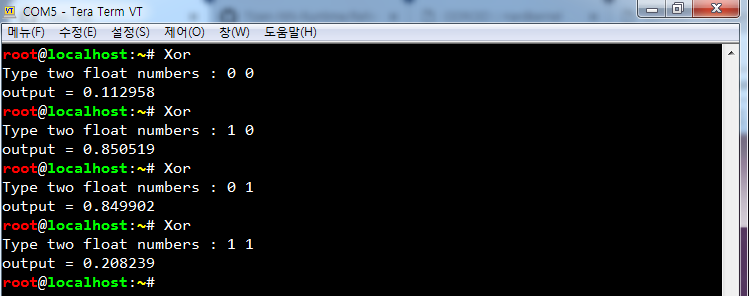 COM5 - Tera Term VT
메뉴(F) 수정(E) 설정(S) 제어(O) 창(W) 도움말(H)
root@localhost:~# Xor
Type two float numbers : 0 0
output = 0.112958
root@localhost:~# Xor
Type two float numbers : 1 0
output = 0.850519
root@localhost:~# Xor
Type two float numbers : 0 1
output = 0.849902
root@localhost:~# Xor
Type two float numbers : 1 1
output = 0.208239
root@localhost:~#